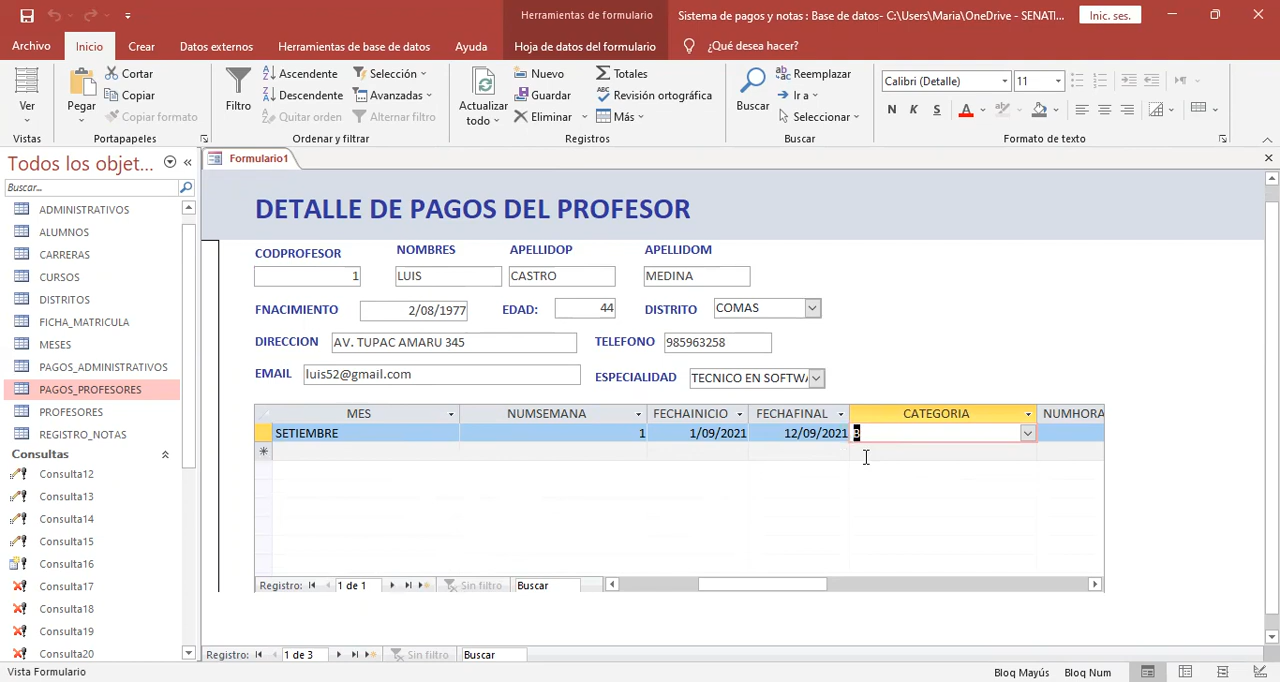 Herramientas de formulario
Sistema de pagos y notas : Base de datos- C:\Users\Maria\OneDrive - SENATI...
Inic. ses.
Archivo
Inicio
Crear
Datos externos
Herramientas de base de datos
Ayuda
Hoja de datos del formulario
¿Qué desea hacer?
Ver
Vistas
Pegar
Cortar
Copiar
Copiar formato
Portapapeles
Filtro
Ascendente
Descendente
Quitar orden
Selección
Avanzadas
Alternar filtro
Ordenar y filtrar
Actualizar
todo
Nuevo
Guardar
Eliminar
Totales
Revisión ortográfica
Más
Registros
Buscar
Reemplazar
Ir a
Seleccionar
Buscar
Calibri (Detalle)
11
N K S A
Formato de texto
Todos los objet...
Buscar...
ADMINISTRATIVOS
ALUMNOS
CARRERAS
CURSOS
DISTRITOS
FICHA_MATRICULA
MESES
PAGOS_ADMINISTRATIVOS
PAGOS_PROFESORES
PROFESORES
REGISTRO_NOTAS
Consultas
Consulta12
Consulta13
Consulta14
Consulta15
Consulta16
Consulta17
Consulta18
Consulta19
Consulta20
Formulario1
DETALLE DE PAGOS DEL PROFESOR
CODPROFESOR NOMBRES APELLIDOP APELLIDOM
1 LUIS CASTRO MEDINA
FNACIMIENTO 2/08/1977 EDAD: 44 DISTRITO COMAS
DIRECCION AV. TUPAC AMARU 345 TELEFONO 985963258
EMAIL luis52@gmail.com ESPECIALIDAD TECNICO EN SOFTWA
MES NUMSEMANA FECHAINICIO FECHAFINAL CATEGORIA NUMHORA
SETIEMBRE 1 1/09/2021 12/09/2021 B
Registro: 1 de 1 Sin filtro Buscar
Registro: 1 de 3 Sin filtro Buscar
Vista Formulario
Bloq Mayús Bloq Num